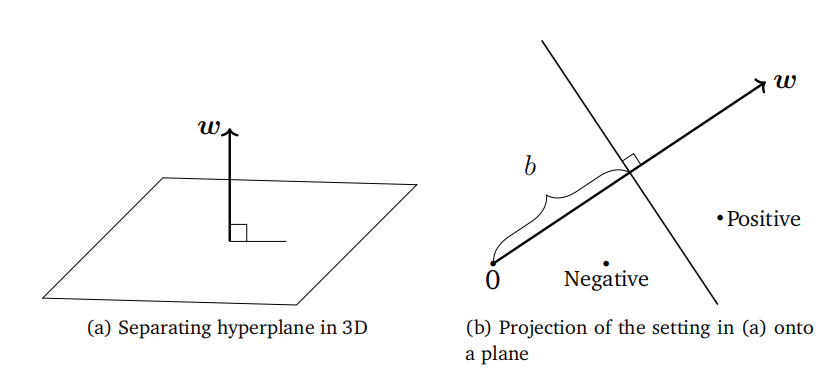 w
(a) Separating hyperplane in 3D
w
b
Positive
0
Negative
(b) Projection of the setting in (a) onto
a plane